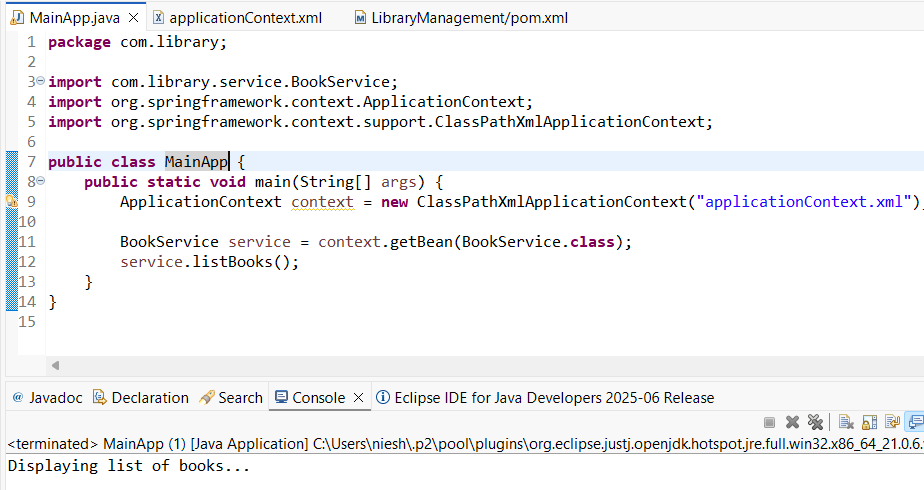 MainApp.java applicationContext.xml LibraryManagement/pom.xml
1 package com.library;
2
3 import com.library.service.BookService;
4 import org.springframework.context.ApplicationContext;
5 import org.springframework.context.support.ClassPathXmlApplicationContext;
6
7 public class MainApp {
8 public static void main(String[] args) {
9 ApplicationContext context = new ClassPathXmlApplicationContext("applicationContext.xml");
10
11 BookService service = context.getBean(BookService.class);
12 service.listBooks();
13 }
14 }
15
@ Javadoc Declaration Search Console Eclipse IDE for Java Developers 2025-06 Release
<terminated> MainApp (1) [Java Application] C:\Users\niesh\.p2\pool\plugins\org.eclipse.justj.openjdk.hotspot.jre.full.win32.x86_64_21.0.6.
Displaying list of books...